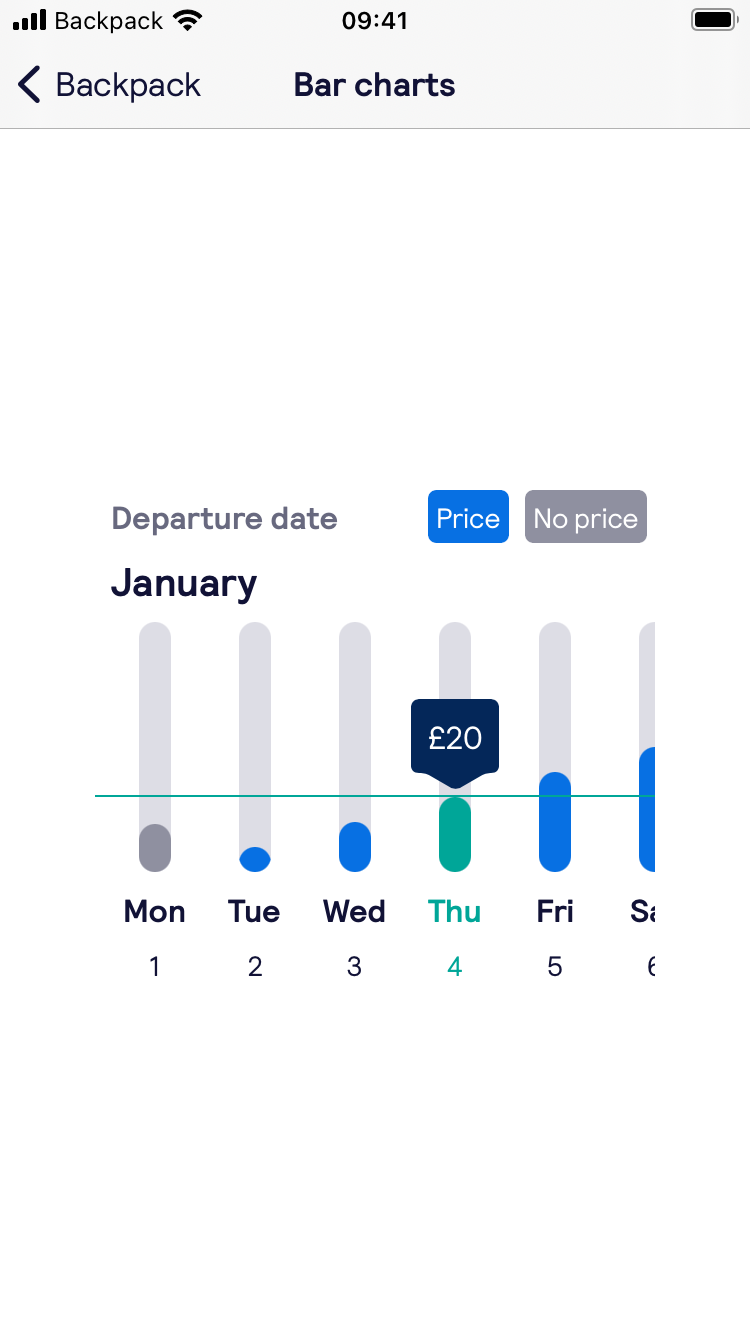 Backpack 09:41
Backpack Bar charts
Departure date Price No price
January
£20
Mon Tue Wed Thu Fri
1 2 3 4 5